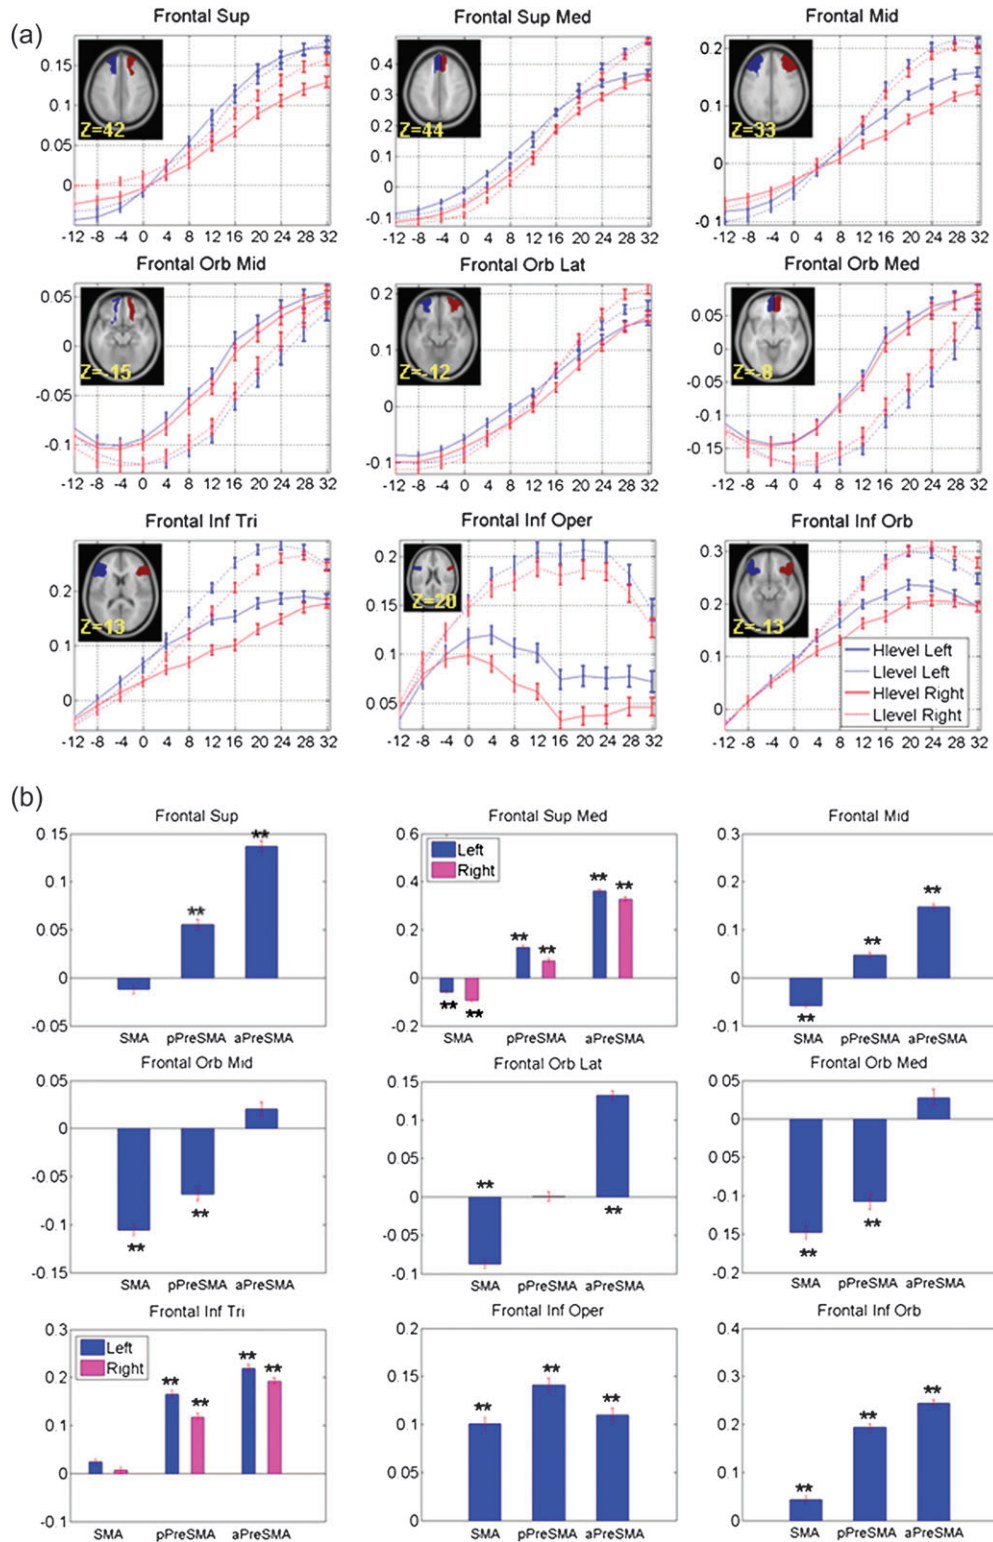 (a)
Frontal Sup
Frontal Sup Med
Frontal Mid
0.15
0.1
0.05
0
Z=42
-12 -8 -4 0 4 8 12 16 20 24 28 32
0.4
0.3
0.2
0.1
0
-0.1
Z=44
-12 -8 -4 0 4 8 12 16 20 24 28 32
0.2
0.1
0
-0.1
Z=33
-12 -8 -4 0 4 8 12 16 20 24 28 32
Frontal Orb Mid
Frontal Orb Lat
Frontal Orb Med
0.05
0
-0.05
-0.1
Z=-15
-12 -8 -4 0 4 8 12 16 20 24 28 32
0.2
0.1
0
-0.1
Z=-12
-12 -8 -4 0 4 8 12 16 20 24 28 32
0.05
0
-0.05
-0.1
-0.15
Z=-8
-12 -8 -4 0 4 8 12 16 20 24 28 32
Frontal Inf Tri
Frontal Inf Oper
Frontal Inf Orb
0.2
0.1
0
Z=13
-12 -8 -4 0 4 8 12 16 20 24 28 32
0.2
0.15
0.1
0.05
Z=20
-12 -8 -4 0 4 8 12 16 20 24 28 32
0.3
0.2
0.1
0
Z=-13
Hlevel Left
Llevel Left
Hlevel Right
Llevel Right
-12 -8 -4 0 4 8 12 16 20 24 28 32
(b)
Frontal Sup
Frontal Sup Med
Frontal Mid
0.15
0.1
0.05
0
-0.05
** **
SMA pPreSMA aPreSMA
0.6
0.4
0.2
0
-0.2
Left
Right
** ** ** ** ** **
SMA pPreSMA aPreSMA
0.3
0.2
0.1
0
-0.1
** ** **
SMA pPreSMA aPreSMA
Frontal Orb Mid
Frontal Orb Lat
Frontal Orb Med
0.05
0
-0.05
-0.1
-0.15
** **
SMA pPreSMA aPreSMA
0.15
0.1
0.05
0
-0.05
-0.1
** **
SMA pPreSMA aPreSMA
0.05
0
-0.05
-0.1
0.15
-0.2
** **
SMA pPreSMA aPreSMA
Frontal Inf Tri
Frontal Inf Oper
Frontal Inf Orb
0.3
0.2
0.1
0
-0.1
Left
Right
** ** ** **
SMA pPreSMA aPreSMA
0.2
0.15
0.1
0.05
0
** ** **
SMA pPreSMA aPreSMA
0.4
0.3
0.2
0.1
0
** ** **
SMA pPreSMA aPreSMA